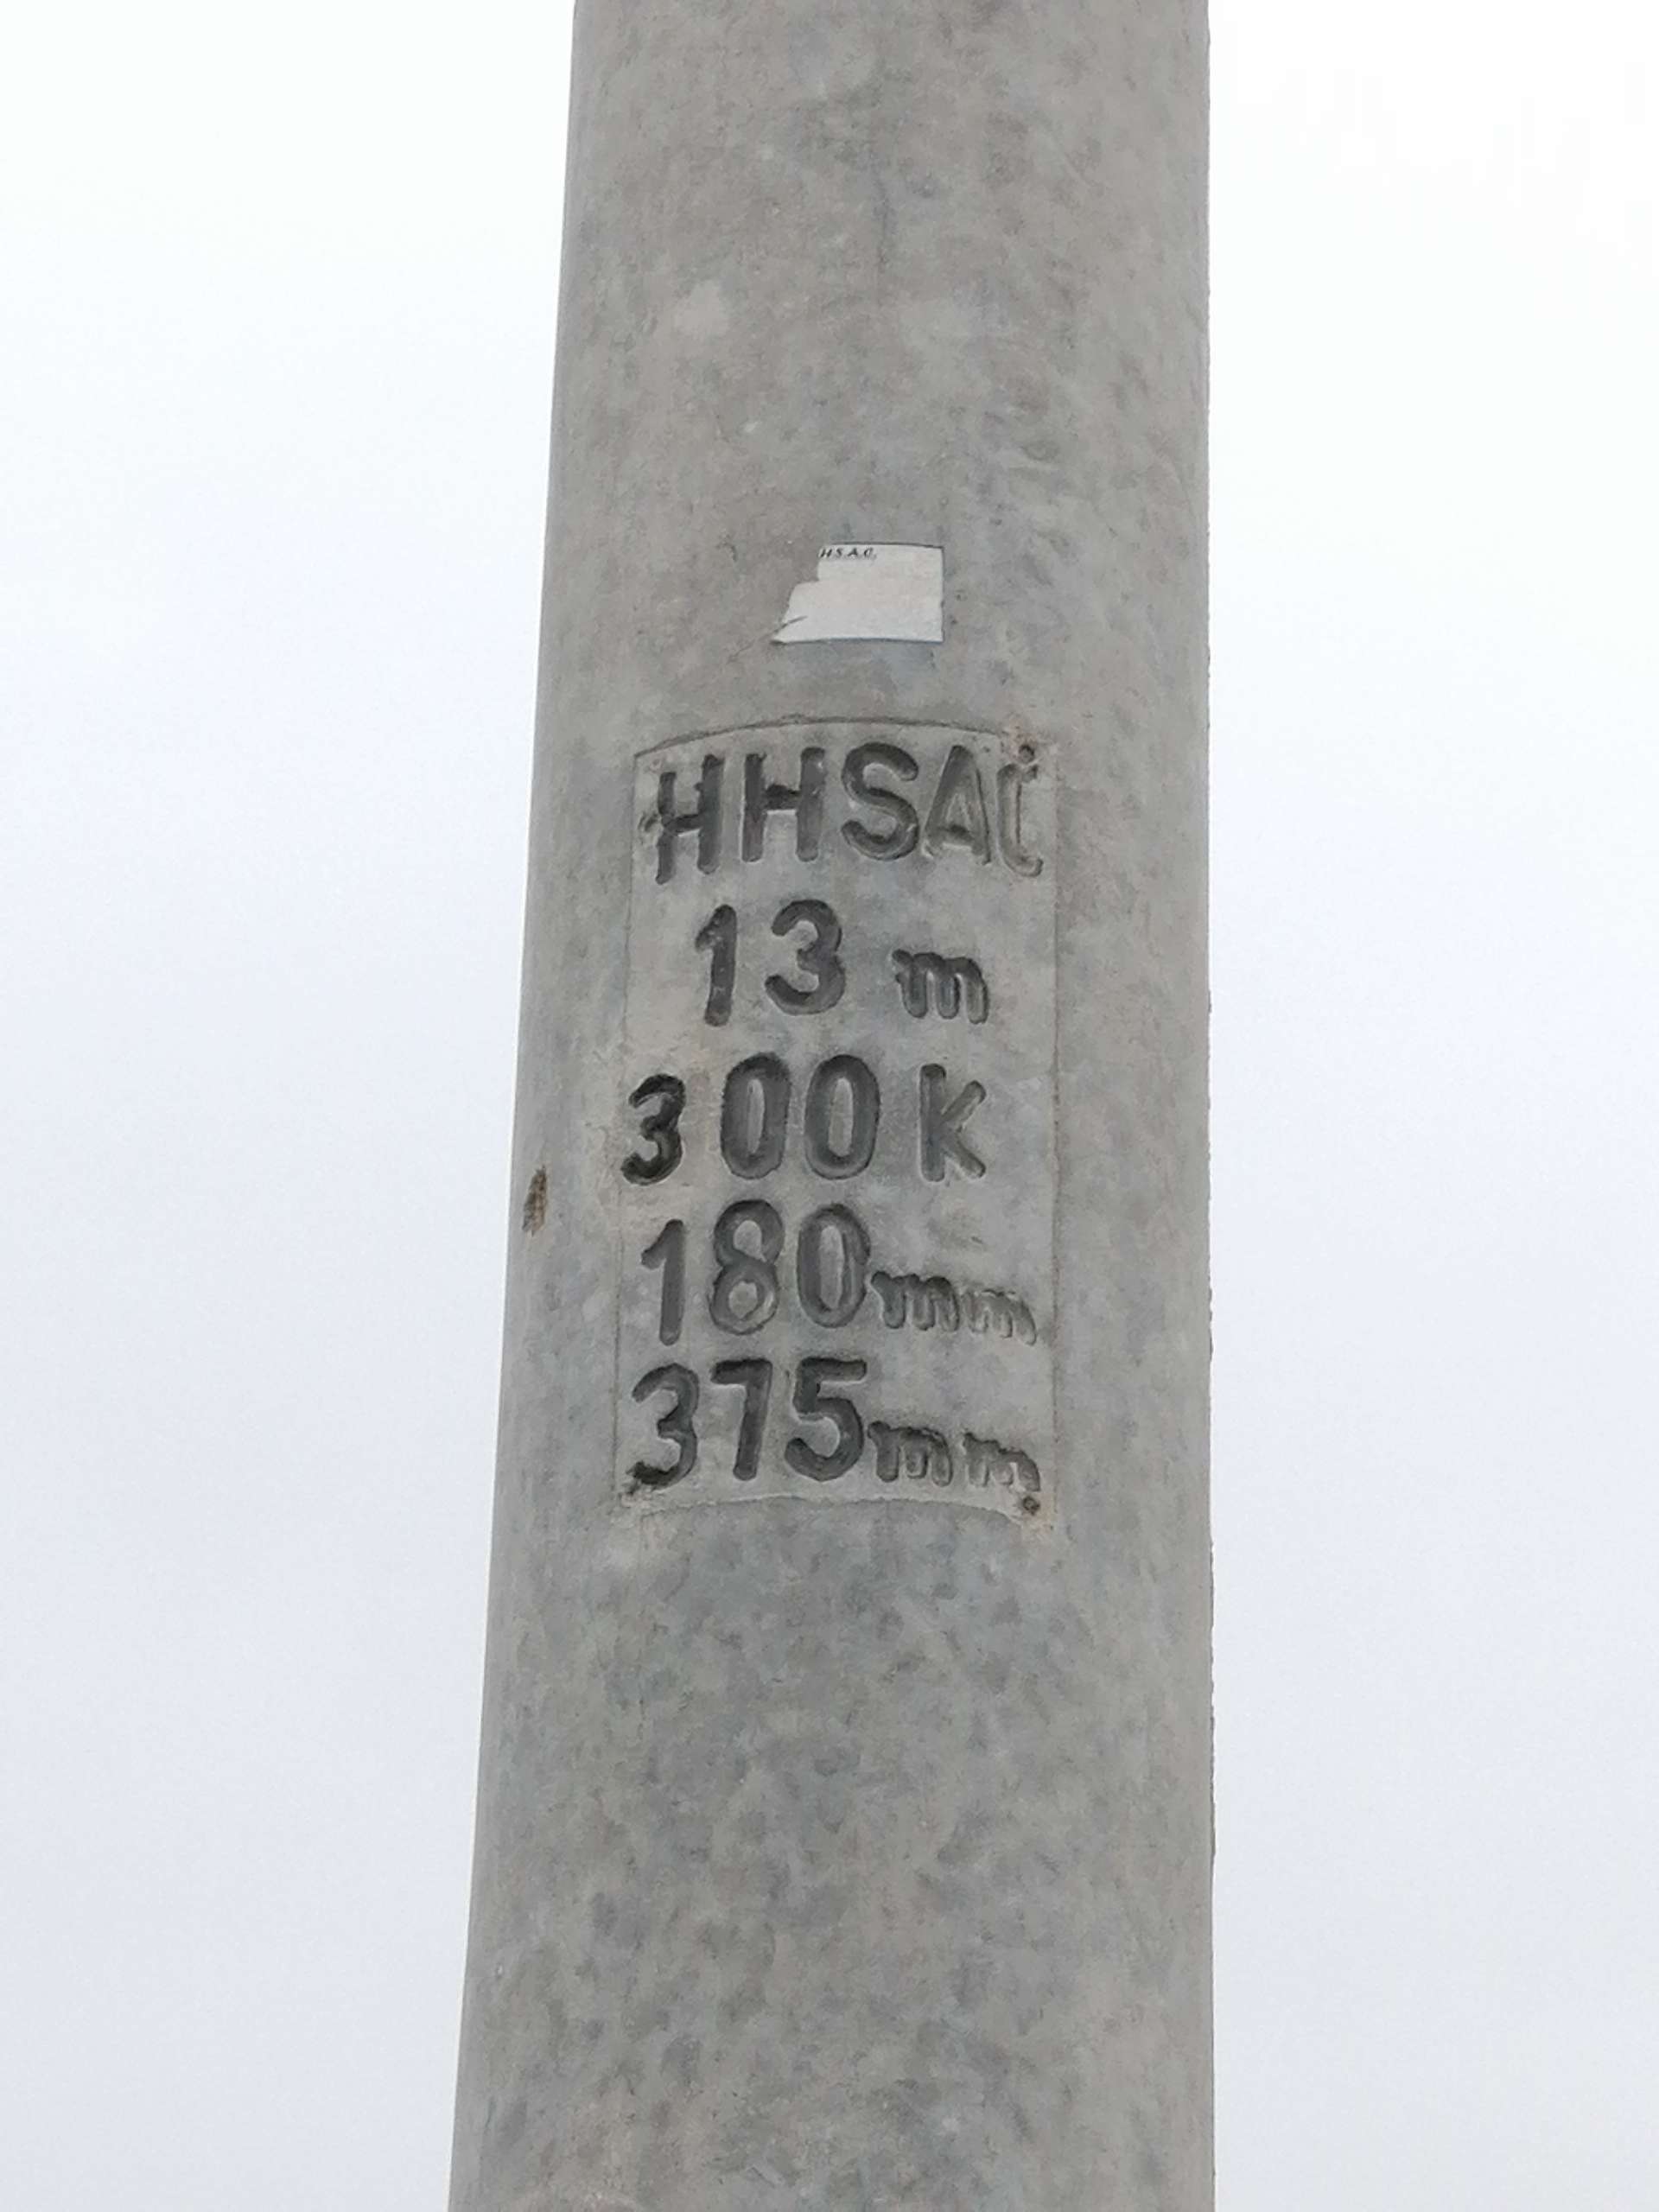 H.S.A.C.
HHSAC
13 m
300 K
180mm
375mm